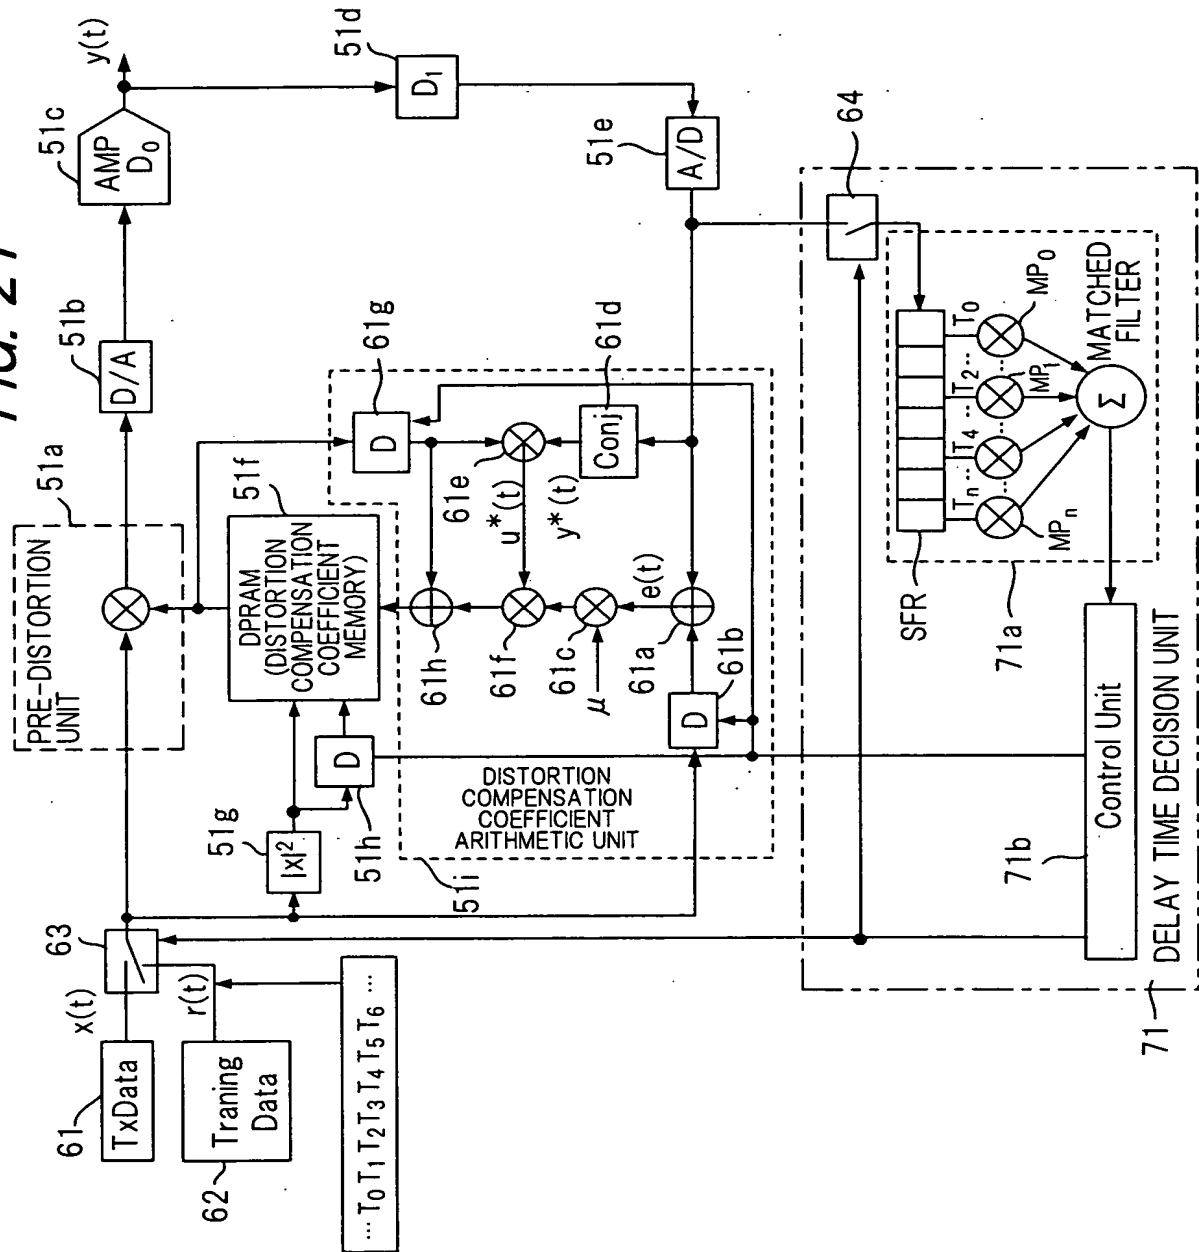 FIG. 21
PRE-DISTORTION
UNIT
51a
51b
D/A
51c
AMP
D0
y(t)
51d
D1
51e
A/D
61
TxData
x(t)
63
62
Traning
Data
r(t)
... T0 T1 T2 T3 T4 T5 T6 ...
51g
|x|²
51h
D
51f
DPRAM
(DISTORTION
COMPENSATION
COEFFICIENT
MEMORY)
61g
D
61h
61e
u*(t)
61d
Conj
y*(t)
61f
61c
μ
e(t)
61a
61b
D
DISTORTION
COMPENSATION
COEFFICIENT
ARITHMETIC UNIT
51i
64
SFR
Tn ... T4 ... T2 ... T0
MPn
...
MP1
MP0
Σ
MATCHED
FILTER
71a
71b
Control Unit
71
DELAY TIME DECISION UNIT